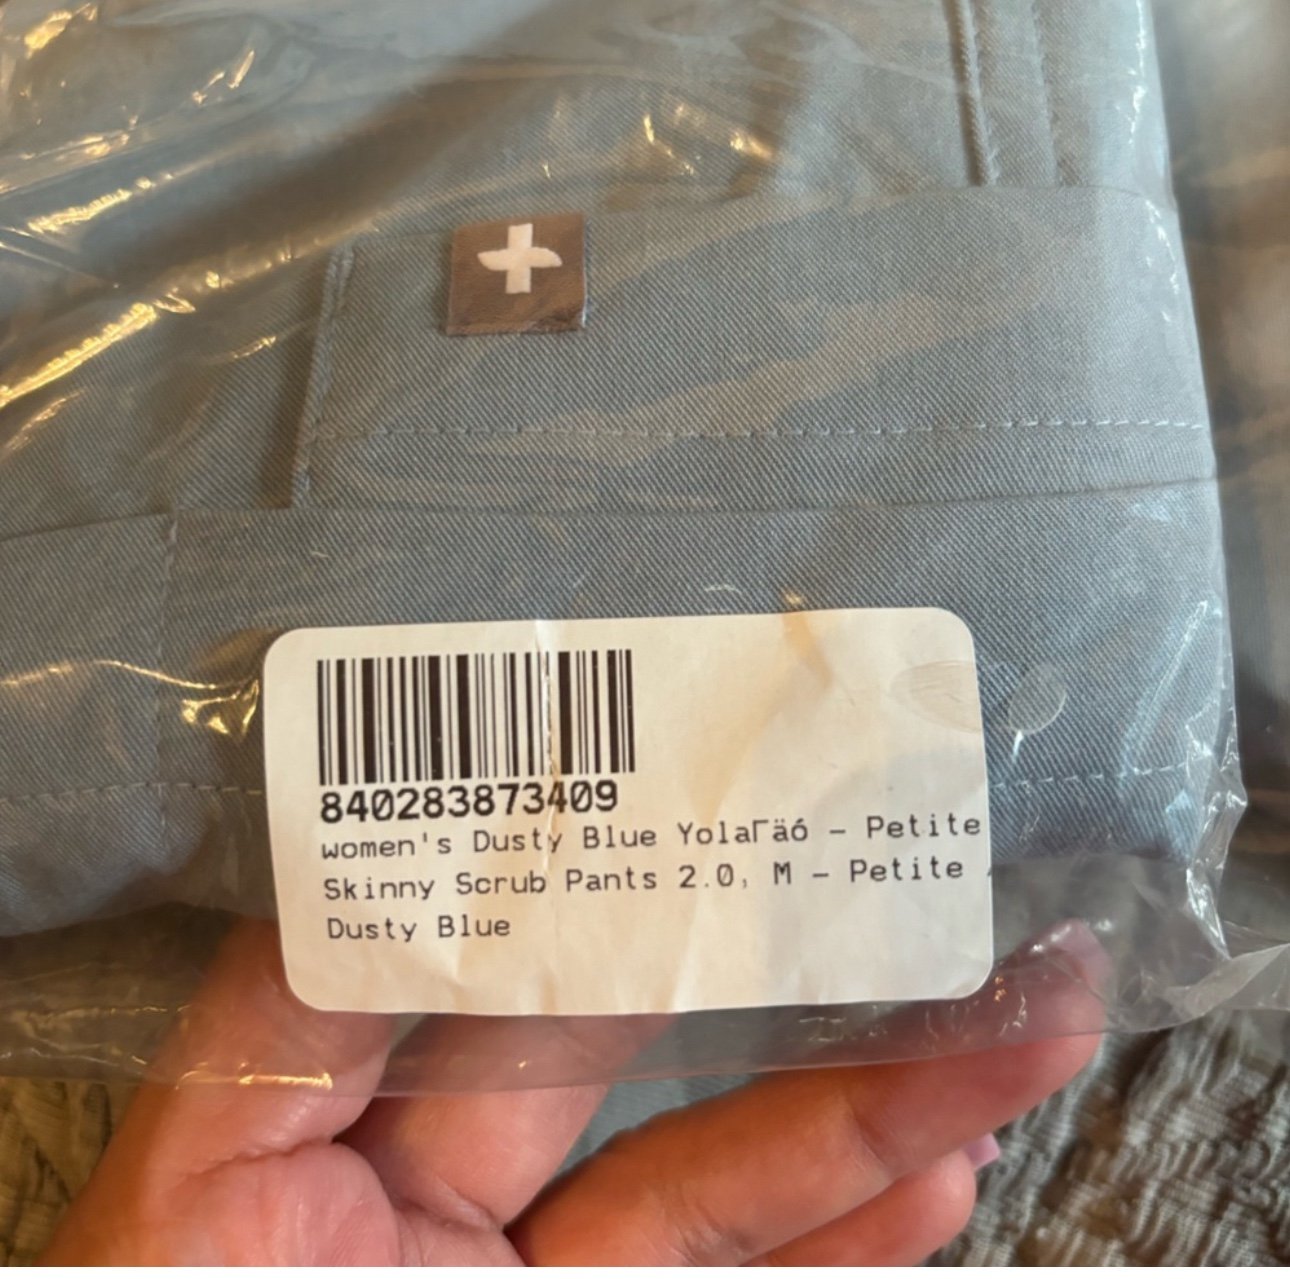 840283873409
women's Dusty Blue YolaΓäó - Petite
Skinny Scrub Pants 2.0, M - Petite /
Dusty Blue